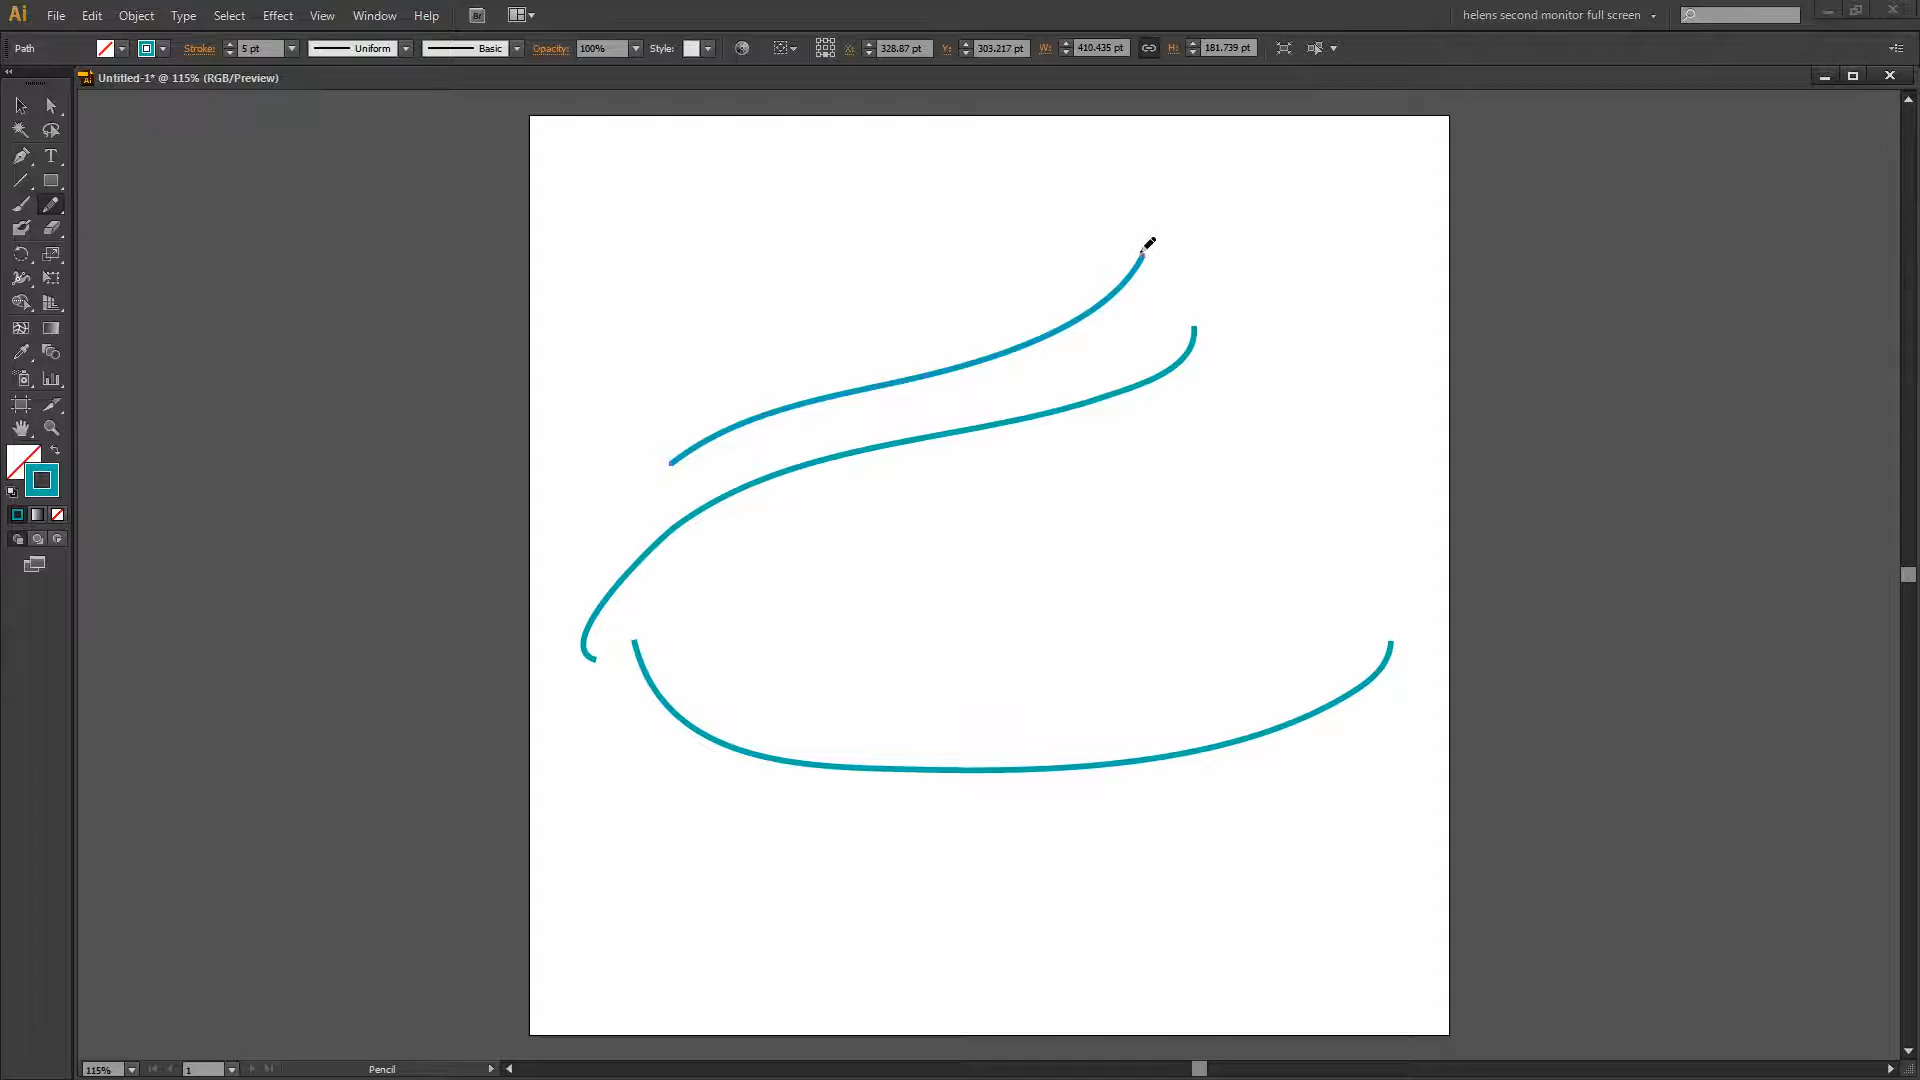 Ai File Edit Object Type Select Effect View Window Help Br helens second monitor full screen
Path Stroke: 5 pt Uniform Basic Opacity: 100% Style: X: 328.87 pt Y: 303.217 pt W: 410.435 pt H: 181.739 pt
Untitled-1* @ 115% (RGB/Preview)
T
115% 1 Pencil